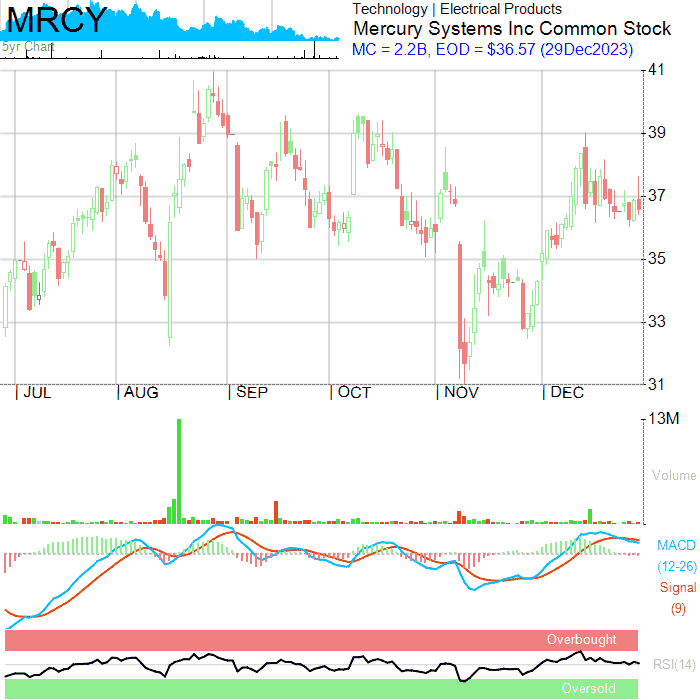 MRCY
5yr Chart
Technology | Electrical Products
Mercury Systems Inc Common Stock
MC = 2.2B, EOD = $36.57 (29Dec2023)
41
39
37
35
33
31
|JUL |AUG |SEP |OCT |NOV |DEC
13M
Volume
MACD
(12-26)
Signal
(9)
Overbought
RSI(14)
Oversold